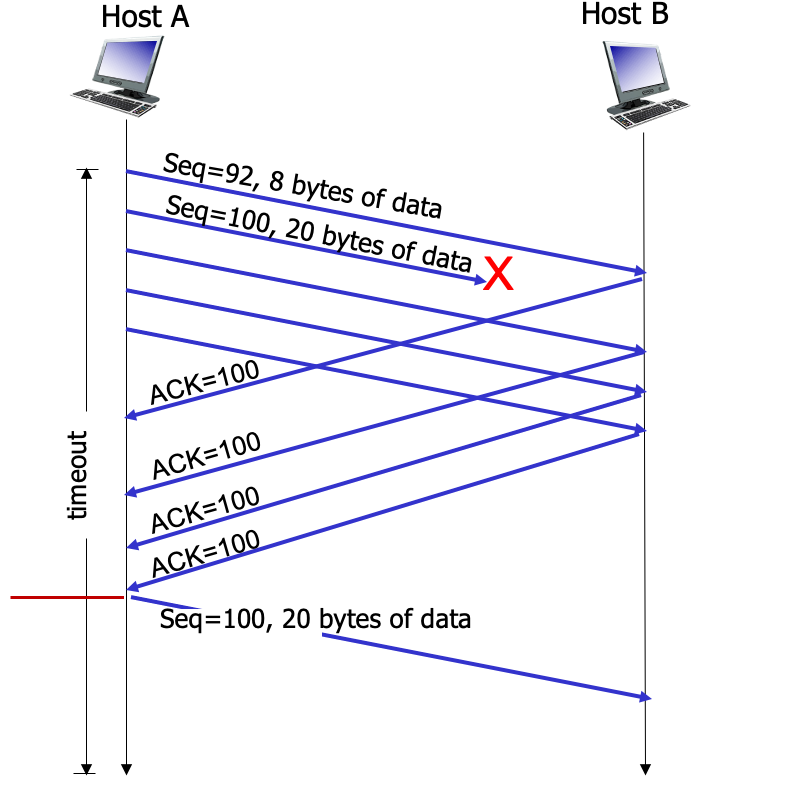 Host A
Host B
Seq=92, 8 bytes of data
Seq=100, 20 bytes of data
X
ACK=100
ACK=100
ACK=100
ACK=100
timeout
Seq=100, 20 bytes of data